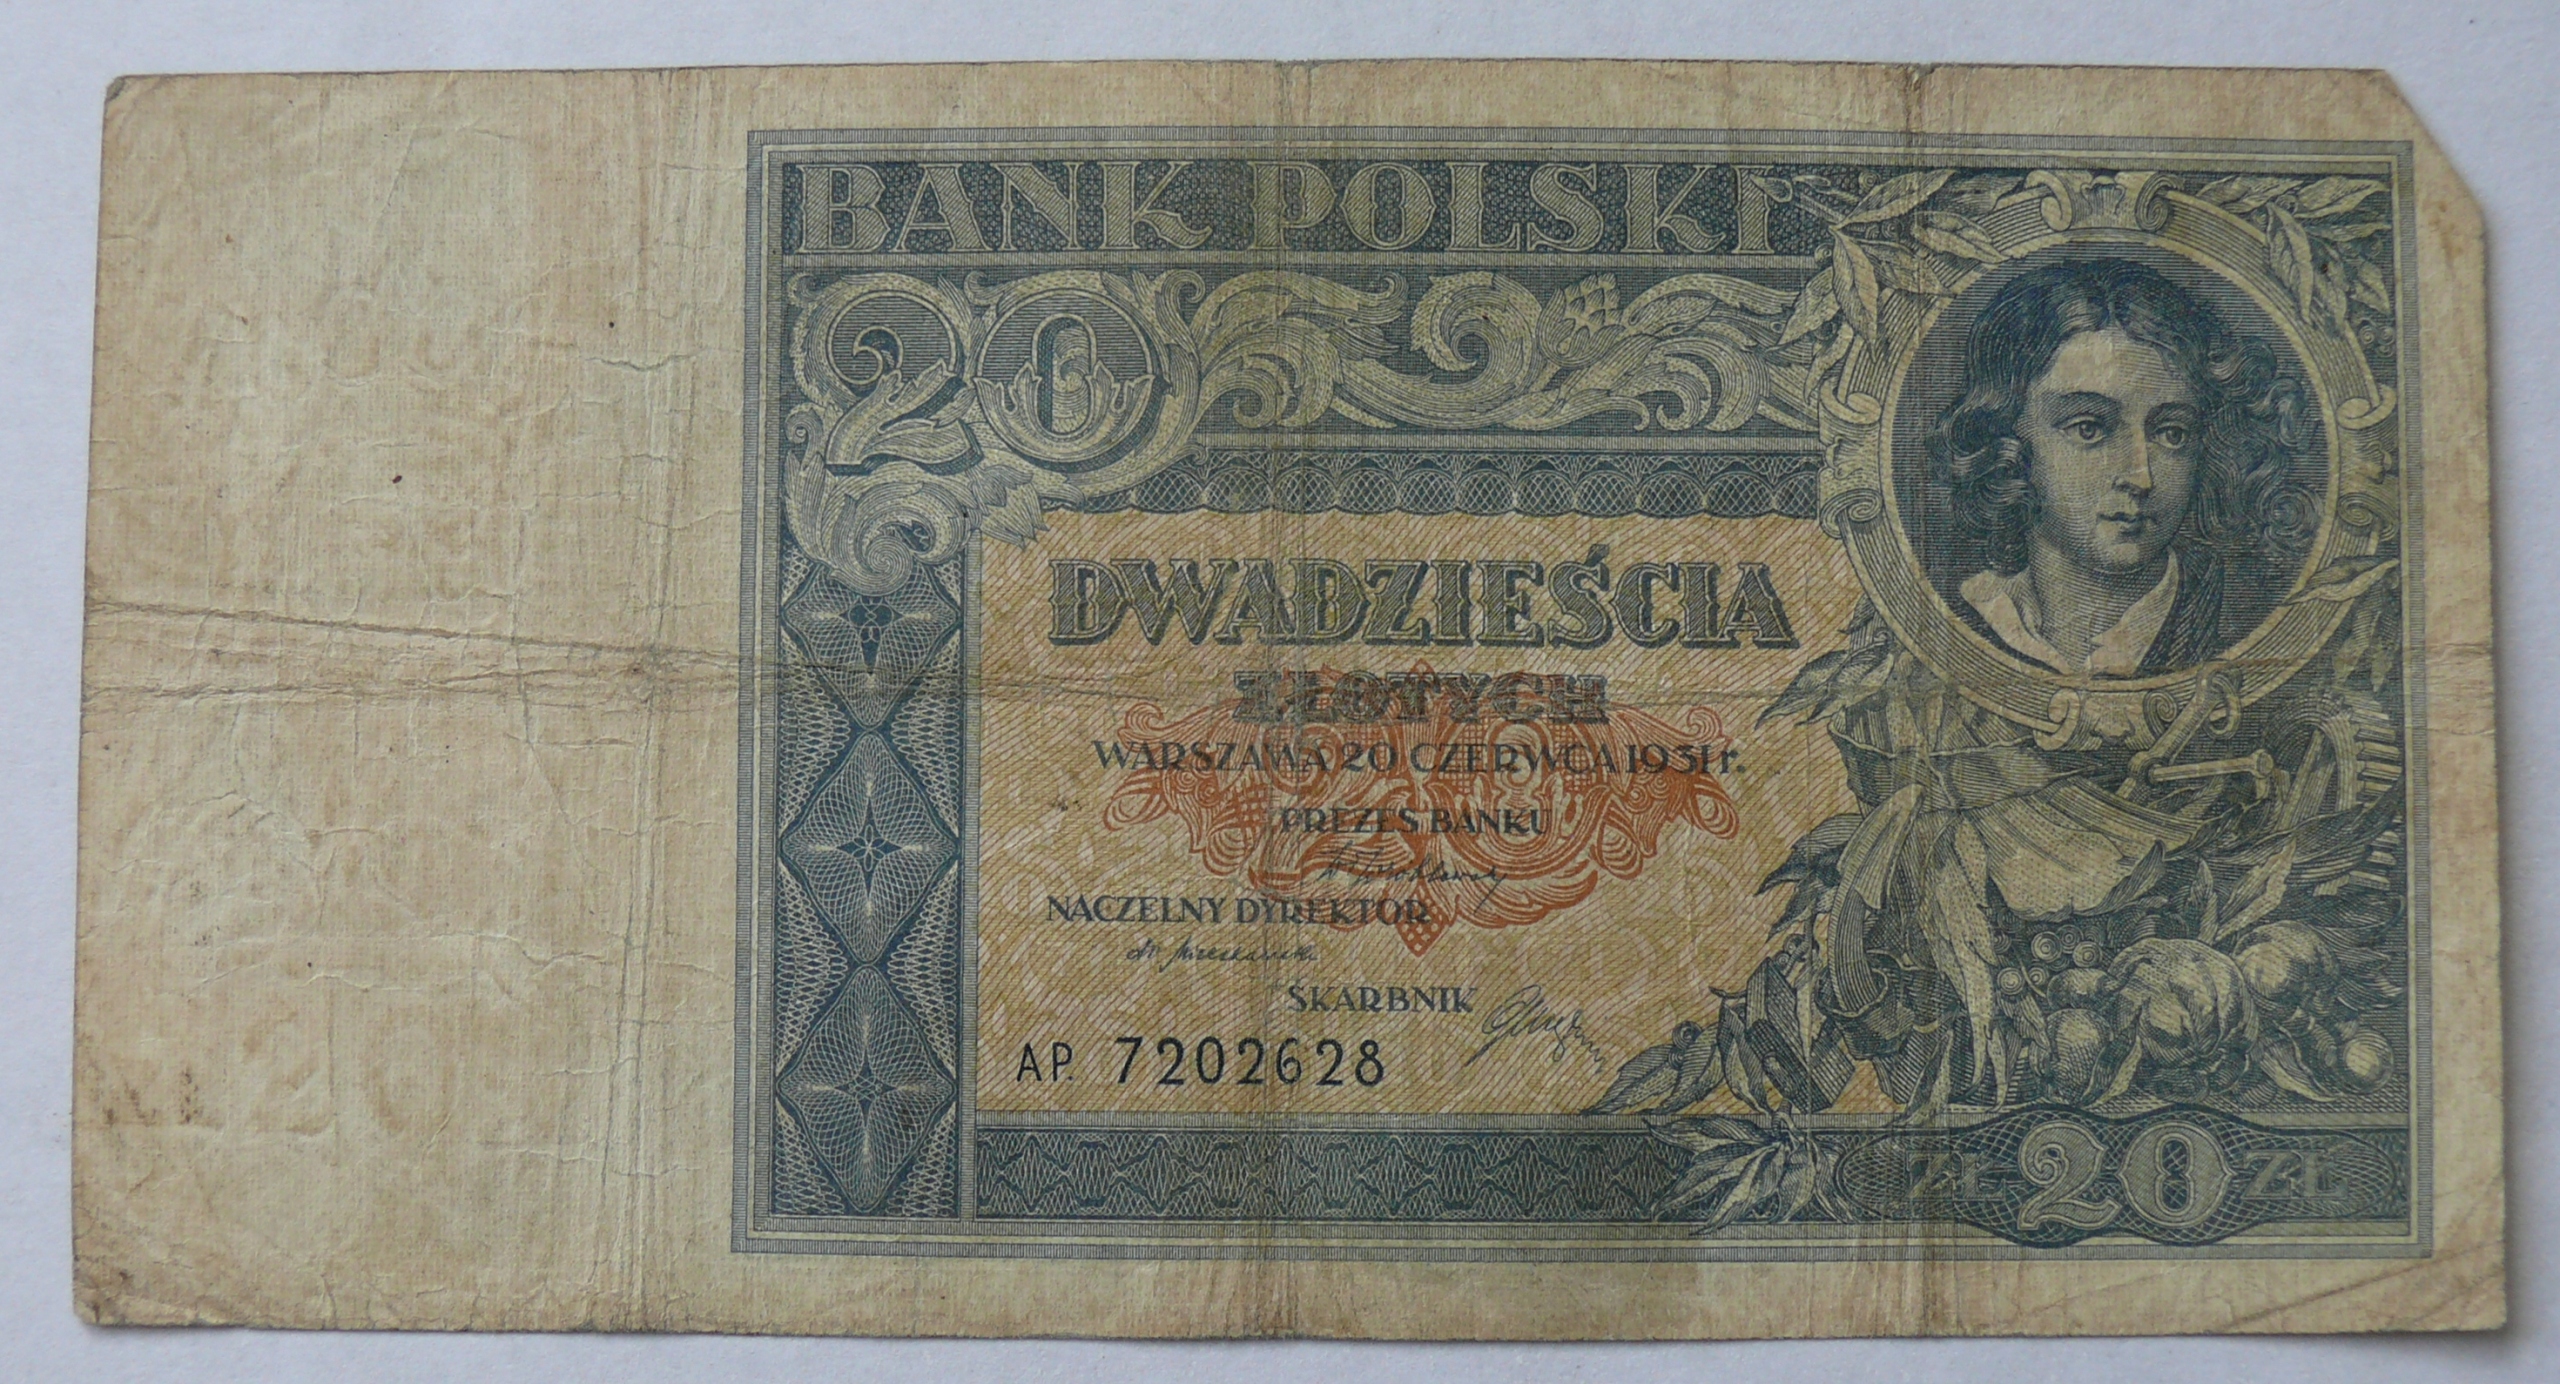 BANK POLSKI
20
DWADZIEŚCIA
ZŁOTYCH
WARSZAWA 20 CZERWCA 1931 r.
20
PREZES BANKU
NACZELNY DYREKTOR
SKARBNIK
AP. 7202628
ZŁ 20 ZŁ